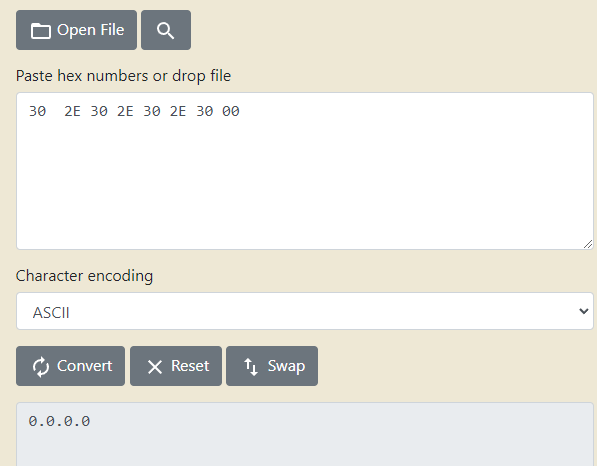 Open File
Paste hex numbers or drop file
30  2E 30 2E 30 2E 30 00
Character encoding
ASCII
Convert Reset Swap
0.0.0.0